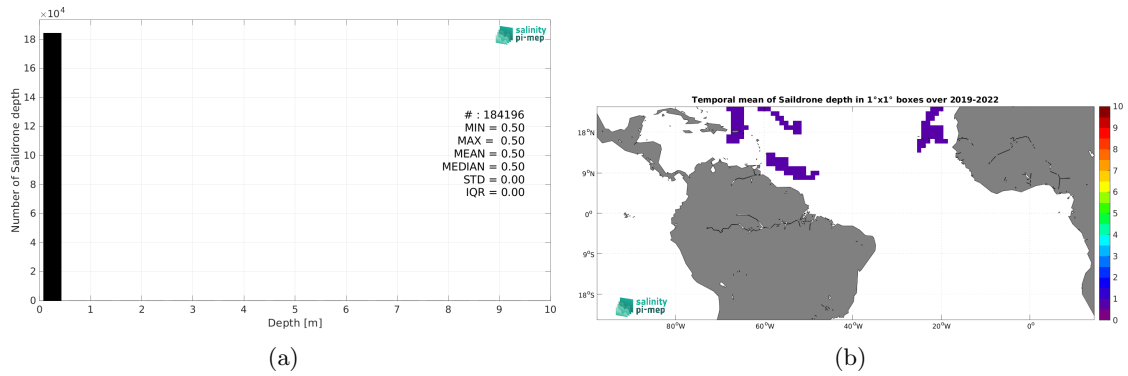 ×10⁴
18
16
14
12
10
8
6
4
2
0
Number of Saildrone depth
salinity
pi-mep
# : 184196
MIN = 0.50
MAX = 0.50
MEAN = 0.50
MEDIAN = 0.50
STD = 0.00
IQR = 0.00
0 1 2 3 4 5 6 7 8 9 10
Depth [m]
(a)
Temporal mean of Saildrone depth in 1°x1° boxes over 2019-2022
18°N
9°N
0°
9°S
18°S
salinity
pi-mep
80°W 60°W 40°W 20°W 0°
10
9
8
7
6
5
4
3
2
1
0
(b)